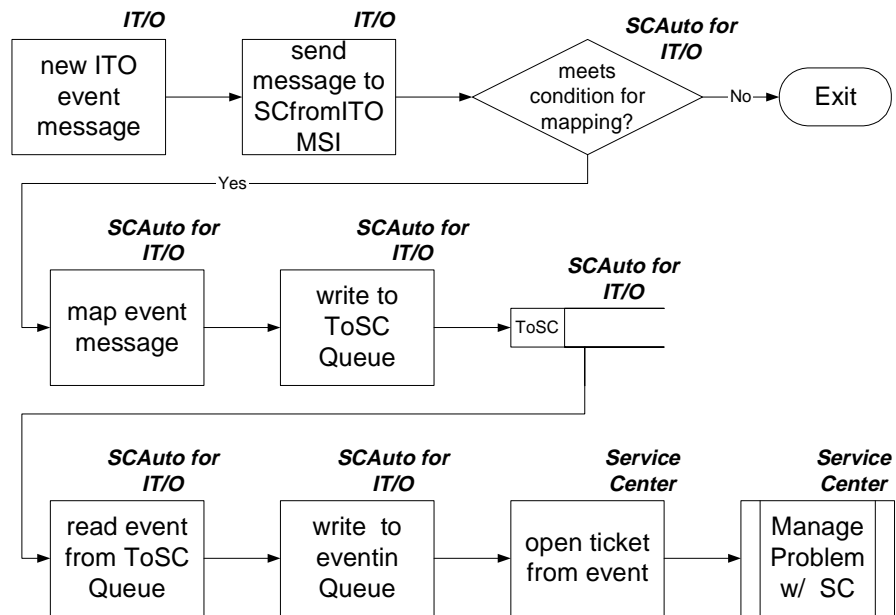 IT/O
new ITO
event
message
IT/O
send
message to
SCfromITO
MSI
SCAuto for
IT/O
meets
condition for
mapping?
No
Exit
Yes
SCAuto for
IT/O
map event
message
SCAuto for
IT/O
write to
ToSC
Queue
SCAuto for
IT/O
ToSC
SCAuto for
IT/O
read event
from ToSC
Queue
SCAuto for
IT/O
write to
eventin
Queue
Service
Center
open ticket
from event
Service
Center
Manage
Problem
w/ SC